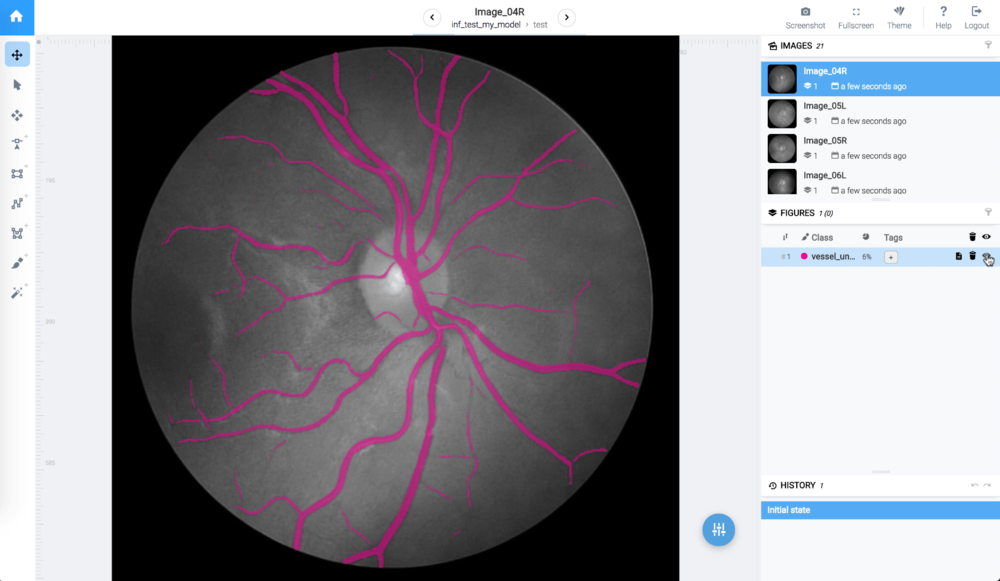 Image_04R
inf_test_my_model › test
Screenshot
Fullscreen
Theme
Help
Logout
IMAGES 21
Image_04R
1 a few seconds ago
Image_05L
1 a few seconds ago
Image_05R
1 a few seconds ago
Image_06L
1 a few seconds ago
FIGURES 1 (0)
Class
Tags
#1 vessel_un... 6% +
HISTORY 1
Initial state